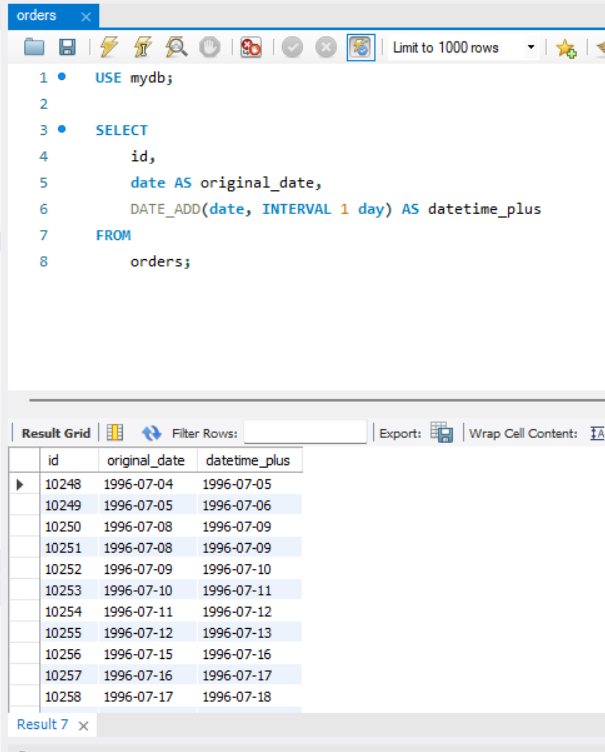 orders
Limit to 1000 rows
1 USE mydb;
2
3 SELECT
4 id,
5 date AS original_date,
6 DATE_ADD(date, INTERVAL 1 day) AS datetime_plus
7 FROM
8 orders;
Result Grid Filter Rows: Export: Wrap Cell Content: IA
id original_date datetime_plus
10248 1996-07-04 1996-07-05
10249 1996-07-05 1996-07-06
10250 1996-07-08 1996-07-09
10251 1996-07-08 1996-07-09
10252 1996-07-09 1996-07-10
10253 1996-07-10 1996-07-11
10254 1996-07-11 1996-07-12
10255 1996-07-12 1996-07-13
10256 1996-07-15 1996-07-16
10257 1996-07-16 1996-07-17
10258 1996-07-17 1996-07-18
Result 7